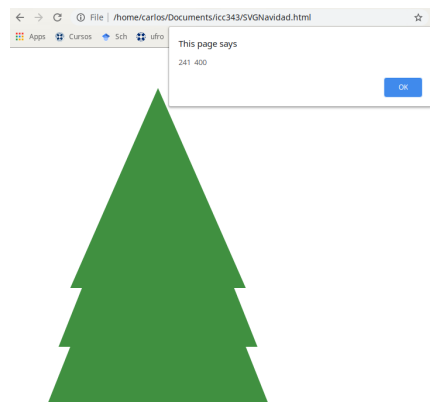 File | /home/carlos/Documents/icc343/SVGNavidad.html
Apps Cursos Sch ufro
This page says
241 400
OK